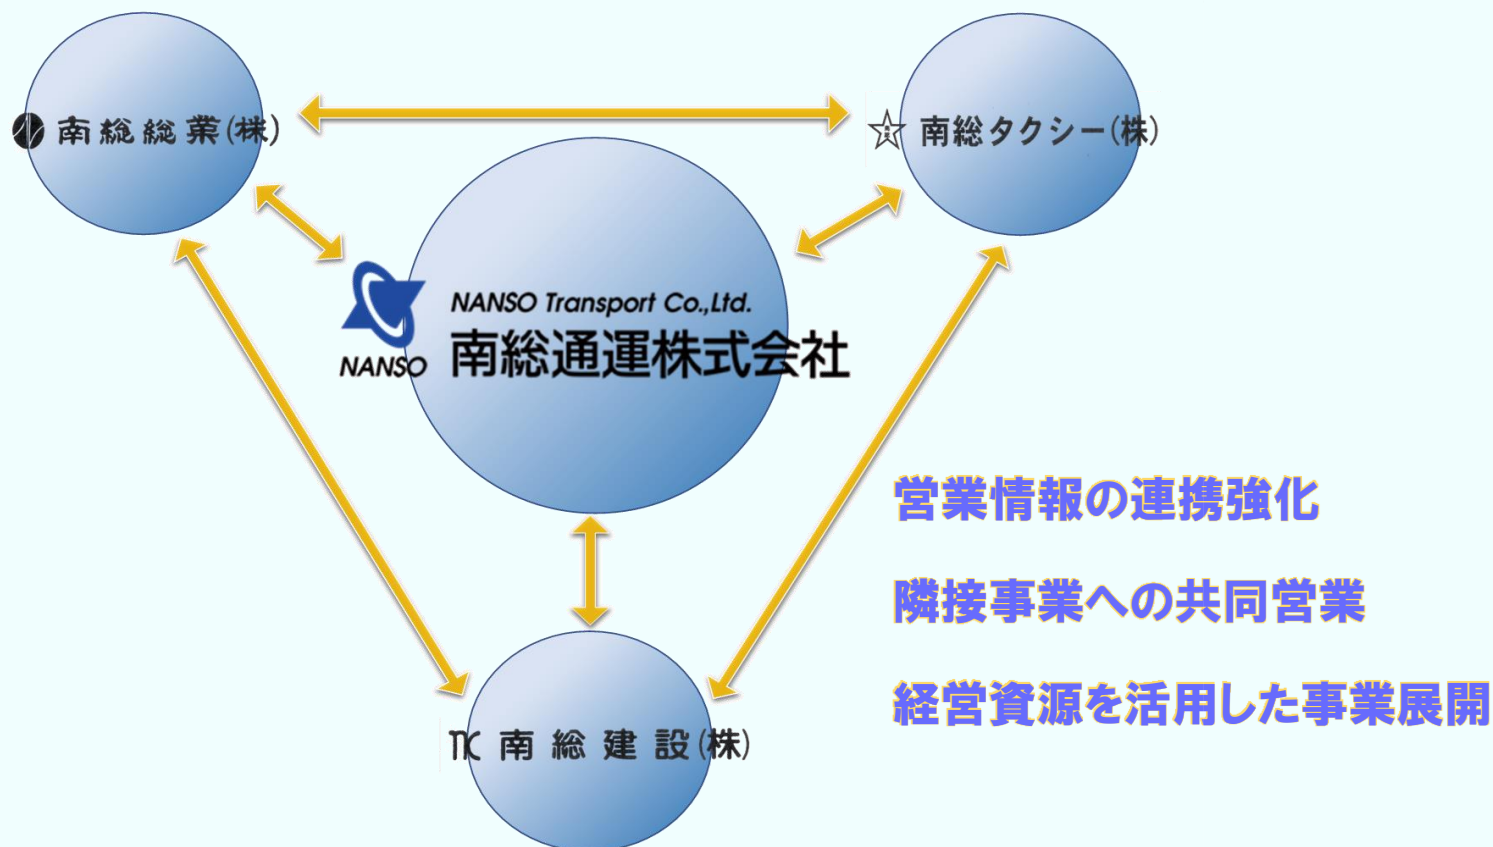 南総総業(株)
南総タクシー(株)
NANSO Transport Co.,Ltd.
NANSO
南総通運株式会社
営業情報の連携強化
隣接事業への共同営業
経営資源を活用した事業展開
南総建設(株)